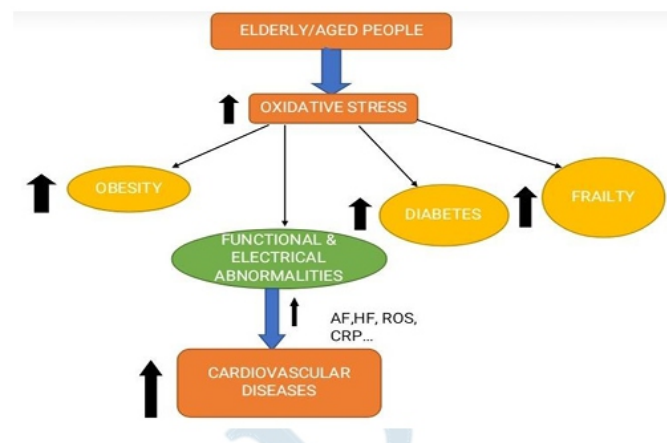 ELDERLY/AGED PEOPLE
OXIDATIVE STRESS
OBESITY
DIABETES
FRAILTY
FUNCTIONAL &
ELECTRICAL
ABNORMALITIES
AF,HF, ROS,
CRP...
CARDIOVASCULAR
DISEASES